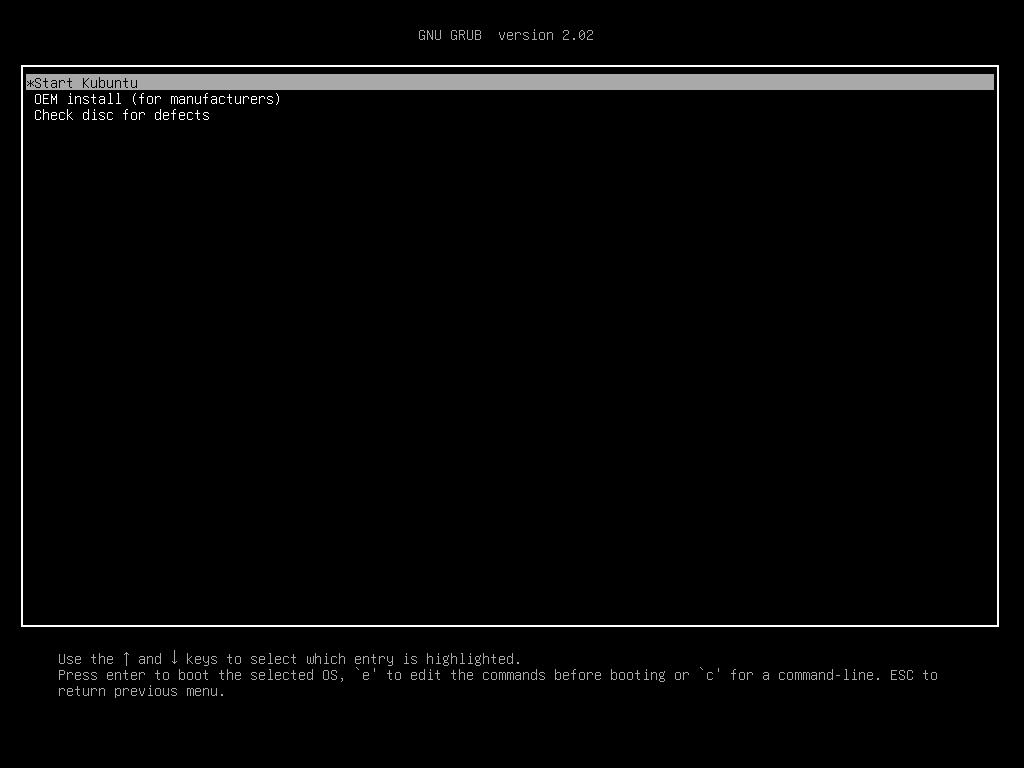 GNU GRUB  version 2.02
*Start Kubuntu
OEM install (for manufacturers)
Check disc for defects
Use the ↑ and ↓ keys to select which entry is highlighted.
Press enter to boot the selected OS, `e' to edit the commands before booting or `c' for a command-line. ESC to
return previous menu.